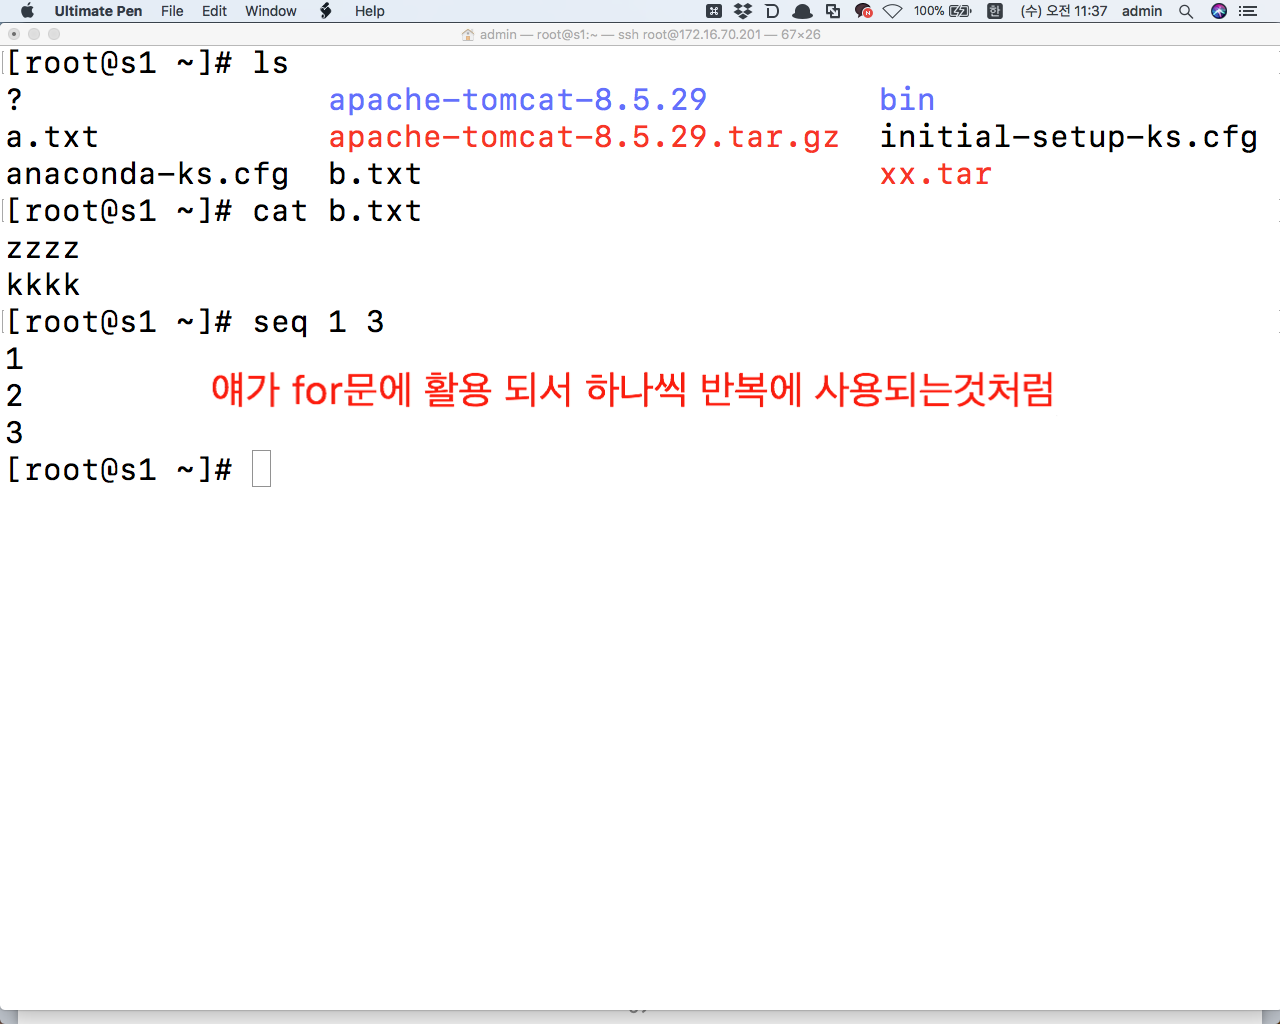 Ultimate Pen File Edit Window Help 100% 한 (수) 오전 11:37 admin
admin — root@s1:~ — ssh root@172.16.70.201 — 67×26
[root@s1 ~]# ls
? apache-tomcat-8.5.29 bin
a.txt apache-tomcat-8.5.29.tar.gz initial-setup-ks.cfg
anaconda-ks.cfg b.txt xx.tar
[root@s1 ~]# cat b.txt
zzzz
kkkk
[root@s1 ~]# seq 1 3
1
2
얘가 for문에 활용 되서 하나씩 반복에 사용되는것처럼
3
[root@s1 ~]#